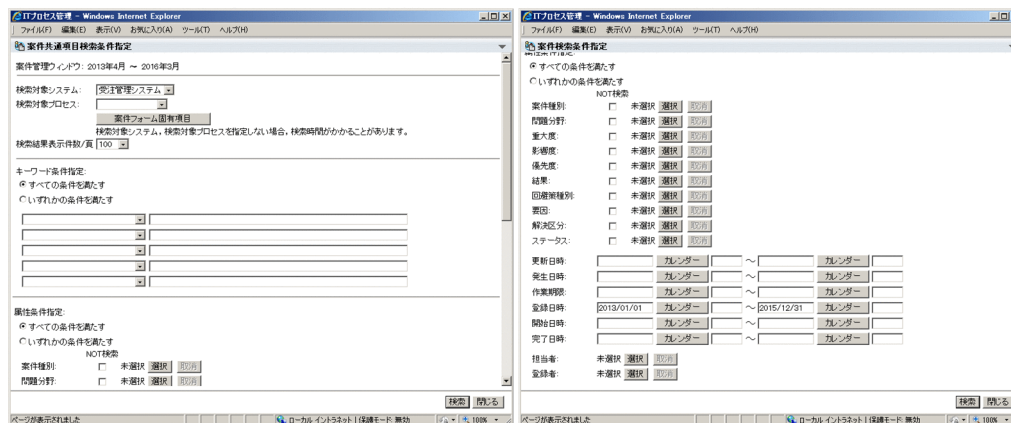 ITプロセス管理 - Windows Internet Explorer
ファイル(F) 編集(E) 表示(V) お気に入り(A) ツール(T) ヘルプ(H)
案件共通項目検索条件指定
案件管理ウィンドウ: 2013年4月 ～ 2016年3月
検索対象システム: 受注管理システム
検索対象プロセス:
案件フォーム固有項目
検索対象システム，検索対象プロセスを指定しない場合，検索時間がかかることがあります。
検索結果表示件数/頁 100
キーワード条件指定:
すべての条件を満たす
いずれかの条件を満たす
属性条件指定:
すべての条件を満たす
いずれかの条件を満たす
NOT検索
案件種別: 未選択 選択 取消
問題分野: 未選択 選択 取消
検索 閉じる
ページが表示されました ローカル イントラネット | 保護モード: 無効 100%
ITプロセス管理 - Windows Internet Explorer
ファイル(F) 編集(E) 表示(V) お気に入り(A) ツール(T) ヘルプ(H)
案件検索条件指定
属性条件指定:
すべての条件を満たす
いずれかの条件を満たす
NOT検索
案件種別: 未選択 選択 取消
問題分野: 未選択 選択 取消
重大度: 未選択 選択 取消
影響度: 未選択 選択 取消
優先度: 未選択 選択 取消
結果: 未選択 選択 取消
回避策種別: 未選択 選択 取消
要因: 未選択 選択 取消
解決区分: 未選択 選択 取消
ステータス: 未選択 選択 取消
更新日時: カレンダー ～ カレンダー
発生日時: カレンダー ～ カレンダー
作業期限: カレンダー ～ カレンダー
登録日時: 2013/01/01 カレンダー ～ 2015/12/31 カレンダー
開始日時: カレンダー ～ カレンダー
完了日時: カレンダー ～ カレンダー
担当者: 未選択 選択 取消
登録者: 未選択 選択 取消
検索 閉じる
ページが表示されました ローカル イントラネット | 保護モード: 無効 100%